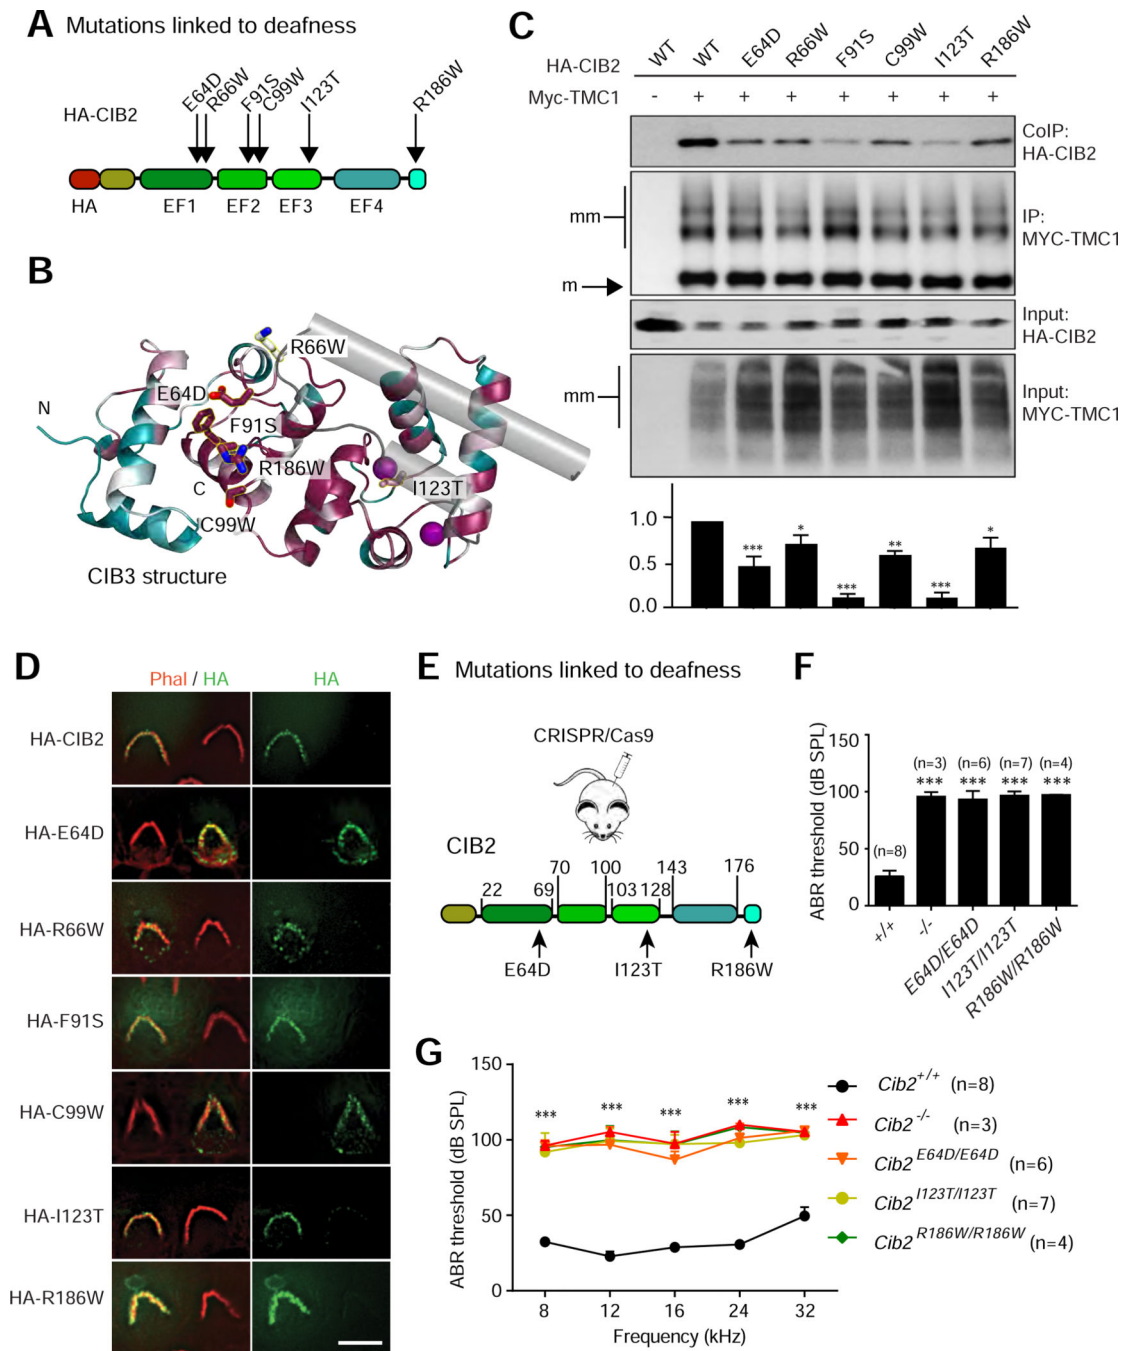 A Mutations linked to deafness
HA-CIB2
E64D
R66W
F91S
C99W
I123T
R186W
HA
EF1
EF2
EF3
EF4
B
R66W
E64D
N
F91S
R186W
C
I123T
C99W
CIB3 structure
C
HA-CIB2
WT
WT
E64D
R66W
F91S
C99W
I123T
R186W
Myc-TMC1
- + + + + + + +
CoIP:
HA-CIB2
mm
IP:
MYC-TMC1
m
Input:
HA-CIB2
mm
Input:
MYC-TMC1
1.0
0.5
0.0
***
*
***
**
***
*
D
Phal / HA
HA
HA-CIB2
HA-E64D
HA-R66W
HA-F91S
HA-C99W
HA-I123T
HA-R186W
E Mutations linked to deafness
CRISPR/Cas9
CIB2
70 100 143 176
22 69 103 128
E64D I123T R186W
F
ABR threshold (dB SPL)
150
100
50
0
(n=8)
(n=3) (n=6) (n=7) (n=4)
*** *** *** ***
+/+
-/-
E64D/E64D
I123T/I123T
R186W/R186W
G
ABR threshold (dB SPL)
150
100
50
0
*** *** *** *** ***
8 12 16 24 32
Frequency (kHz)
Cib2+/+ (n=8)
Cib2-/- (n=3)
Cib2 E64D/E64D (n=6)
Cib2 I123T/I123T (n=7)
Cib2 R186W/R186W (n=4)